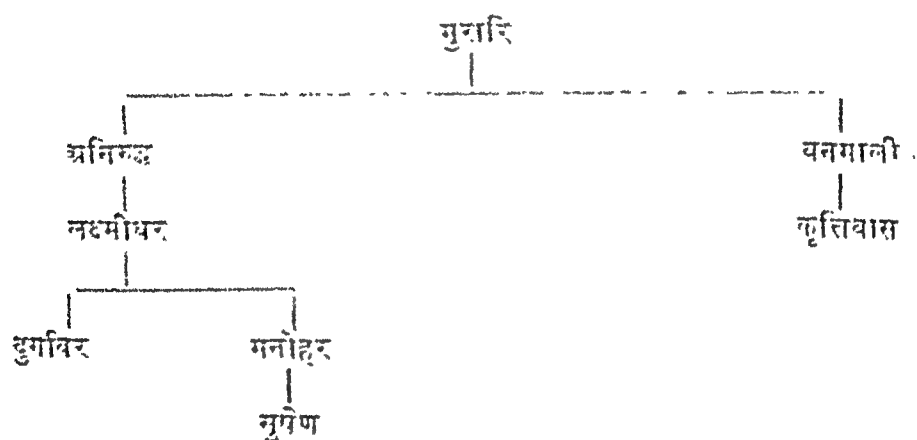 मुरारि
अनिरुद्ध वनमाली
लक्ष्मीधर कृत्तिवास
दुर्गावर मनोहर
सुषेण